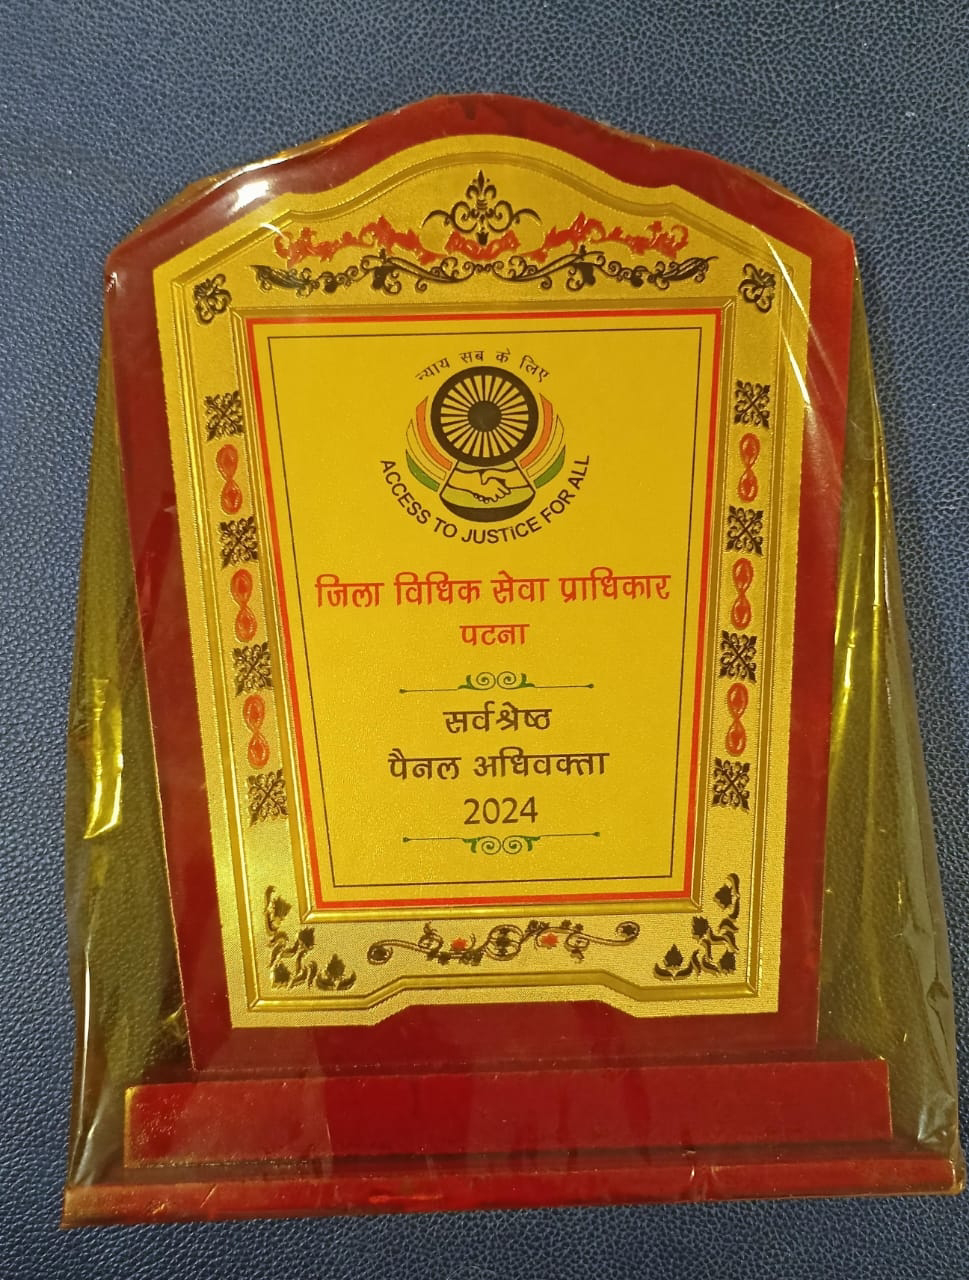 न्याय सब के लिए
ACCESS TO JUSTiCE FOR ALL
जिला विधिक सेवा प्राधिकार
पटना
सर्वश्रेष्ठ
पैनल अधिवक्ता
2024